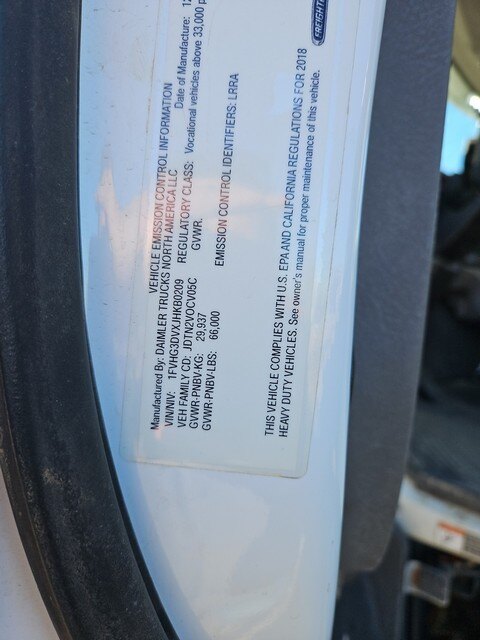 FREIGHT
VEHICLE EMISSION CONTROL INFORMATION
Manufactured By: DAIMLER TRUCKS NORTH AMERICA LLC
Date of Manufacture: 12
VIN/NIV: 1FVHG3DVXJHKB0209
REGULATORY CLASS: Vocational vehicles above 33,000 p
VEH FAMILY CD: JDTN2VOCV05C
GVWR.
GVWR-PNBV-KG: 29,937
GVWR-PNBV-LBS: 66,000
EMISSION CONTROL IDENTIFIERS: LRRA
THIS VEHICLE COMPLIES WITH U.S. EPA AND CALIFORNIA REGULATIONS FOR 2018
HEAVY DUTY VEHICLES. See owner's manual for proper maintenance of this vehicle.